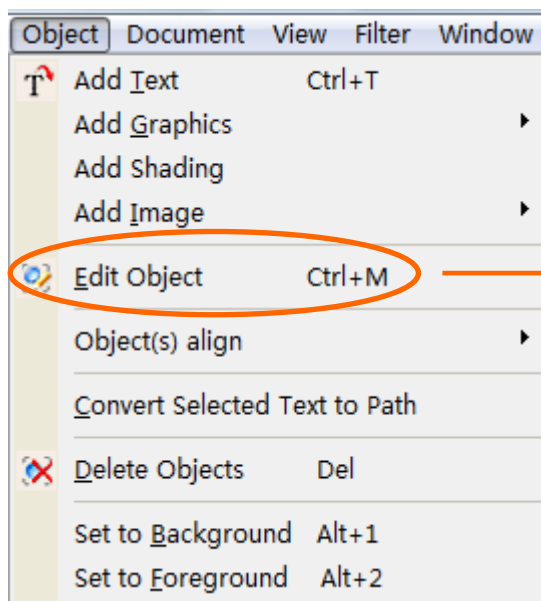 Object Document View Filter Window
Add Text Ctrl+T
Add Graphics
Add Shading
Add Image
Edit Object Ctrl+M
Object(s) align
Convert Selected Text to Path
Delete Objects Del
Set to Background Alt+1
Set to Foreground Alt+2